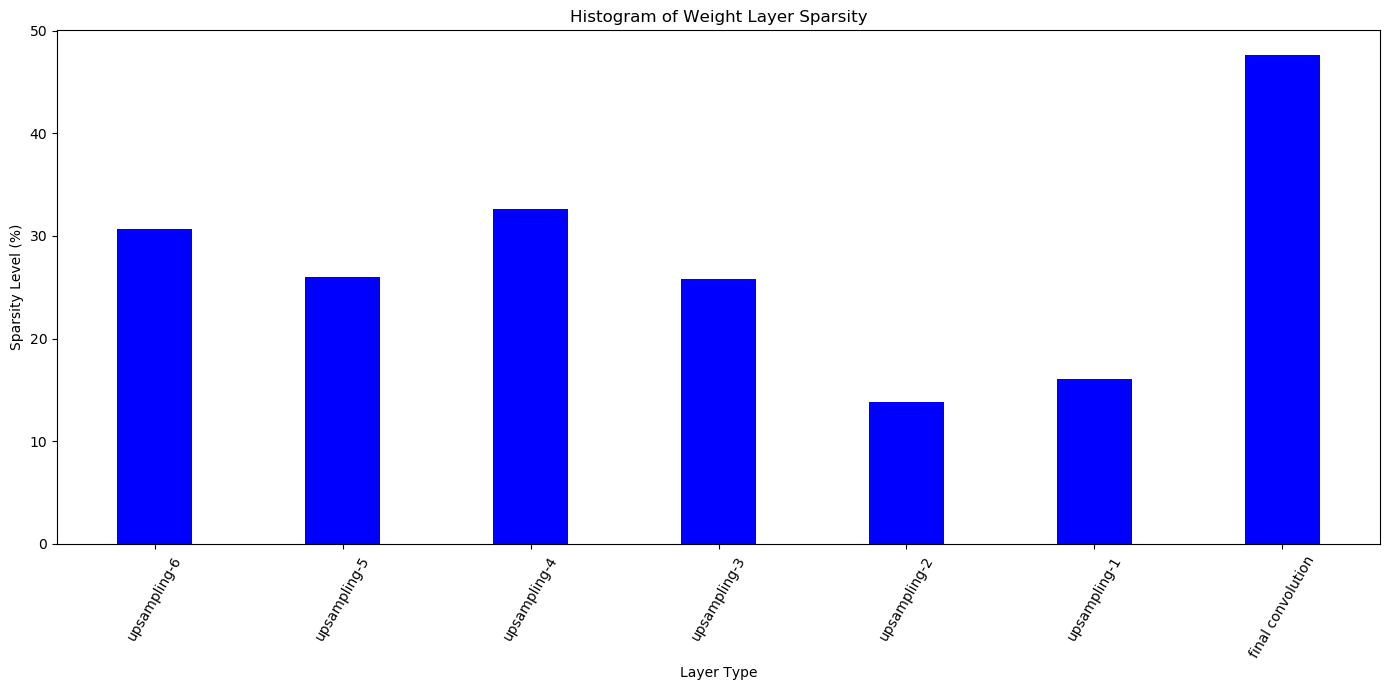 Histogram of Weight Layer Sparsity
Sparsity Level (%)
50
40
30
20
10
0
upsampling-6
upsampling-5
upsampling-4
upsampling-3
upsampling-2
upsampling-1
final convolution
Layer Type